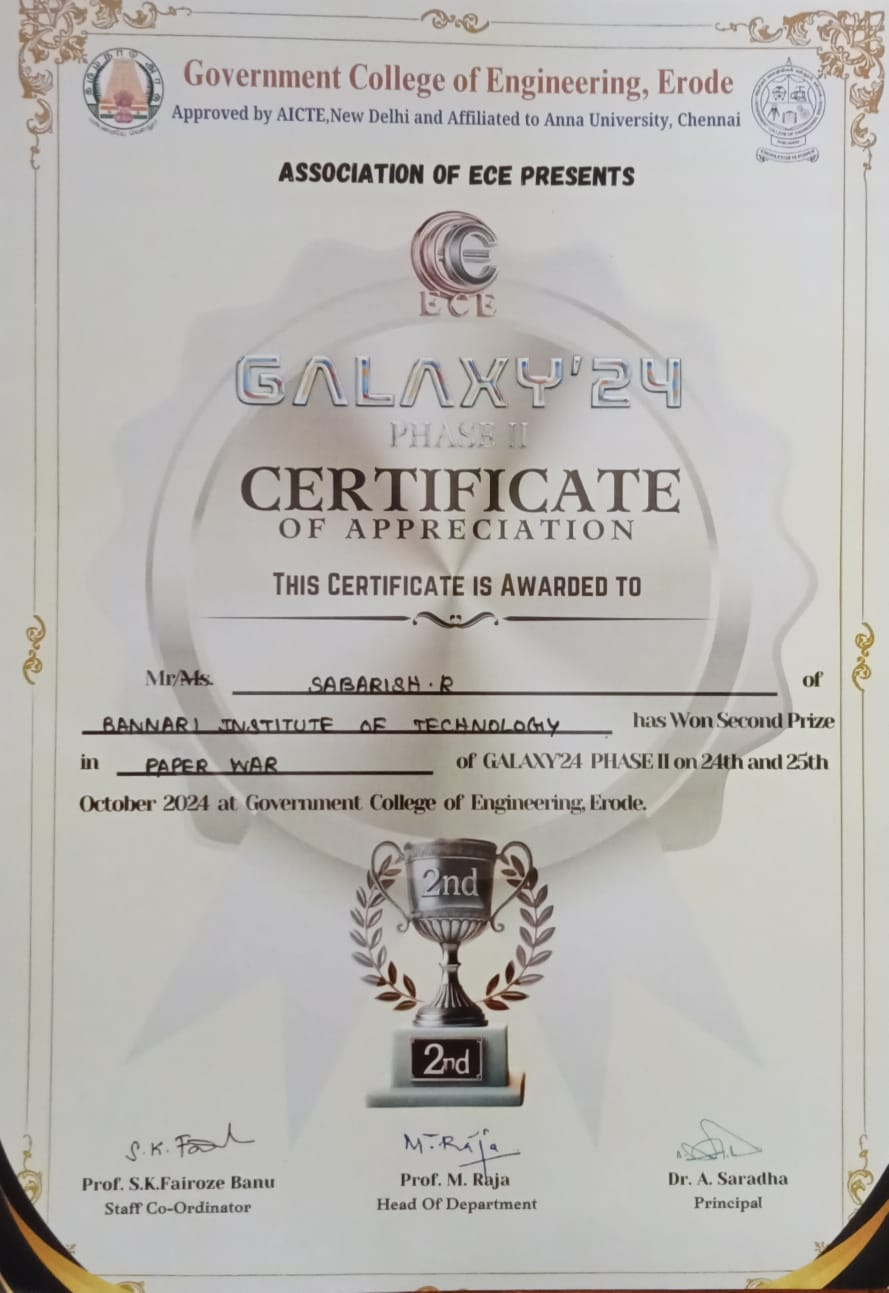 Government College of Engineering, Erode
Approved by AICTE,New Delhi and Affiliated to Anna University, Chennai
ASSOCIATION OF ECE PRESENTS
ECE
GALAXY'24
PHASE II
CERTIFICATE
OF APPRECIATION
THIS CERTIFICATE IS AWARDED TO
Mr/Ms. SABARISH.R of
BANNARI INSTITUTE OF TECHNOLOGY has Won Second Prize
in PAPER WAR of GALAXY'24 PHASE II on 24th and 25th
October 2024 at Government College of Engineering, Erode.
2nd
2nd
S.K. M. Raja
Prof. S.K.Fairoze Banu Prof. M. Raja Dr. A. Saradha
Staff Co-Ordinator Head Of Department Principal